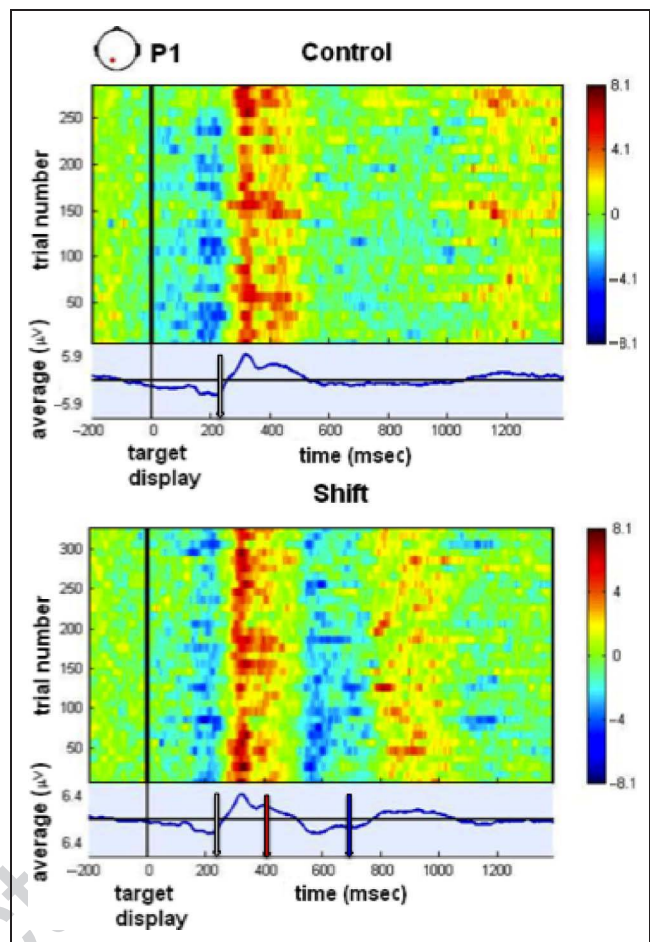 P1 Control
8.1
250
200
150
100
50
trial number
4.1
0
−4.1
−8.1
5.9
−5.9
average (µV)
−200 0 200 400 600 800 1000 1200
target
display
time (msec)
Shift
8.1
300
250
200
150
100
50
trial number
4
0
−4
−8.1
6.4
6.4
average (µV)
−200 0 200 400 600 800 1000 1200
target
display
time (msec)